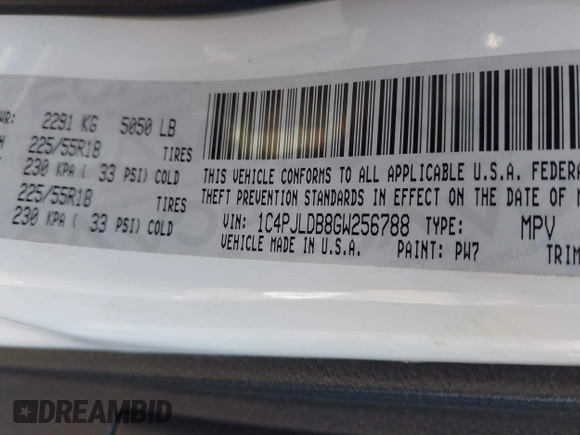 WR: 2291 KG 5050 LB
225/55R18 TIRES
230 KPA ( 33 PSI) COLD
225/55R18 TIRES
230 KPA ( 33 PSI) COLD
THIS VEHICLE CONFORMS TO ALL APPLICABLE U.S.A. FEDERA
THEFT PREVENTION STANDARDS IN EFFECT ON THE DATE OF M
VIN: 1C4PJLDB8GW256788 TYPE: MPV
VEHICLE MADE IN U.S.A. PAINT: PW7 TRIM
DREAMBID